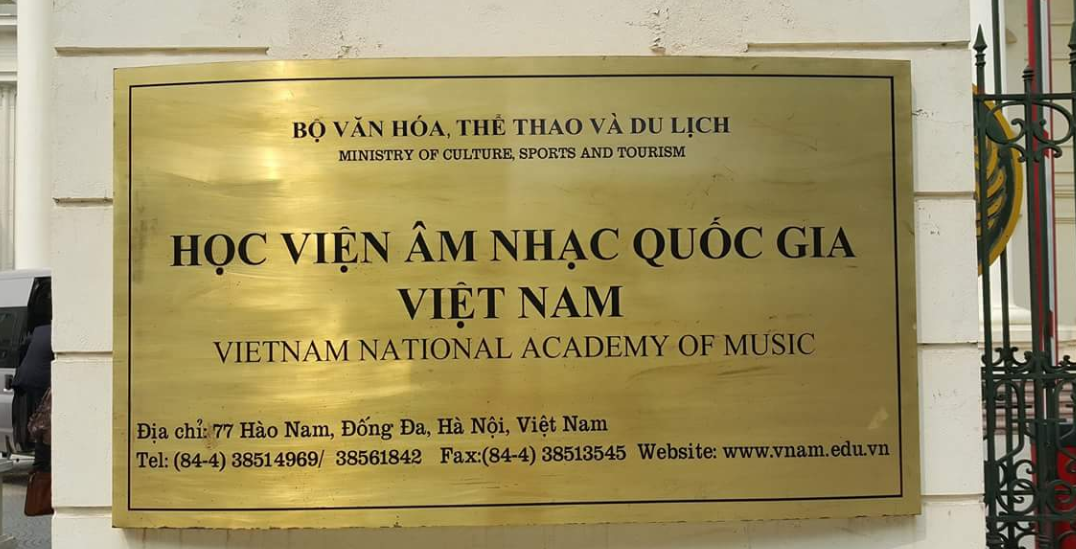 BỘ VĂN HÓA, THỂ THAO VÀ DU LỊCH
MINISTRY OF CULTURE, SPORTS AND TOURISM
HỌC VIỆN ÂM NHẠC QUỐC GIA
VIỆT NAM
VIETNAM NATIONAL ACADEMY OF MUSIC
Địa chỉ: 77 Hào Nam, Đống Đa, Hà Nội, Việt Nam
Tel: (84-4) 38514969/ 38561842 Fax:(84-4) 38513545 Website: www.vnam.edu.vn